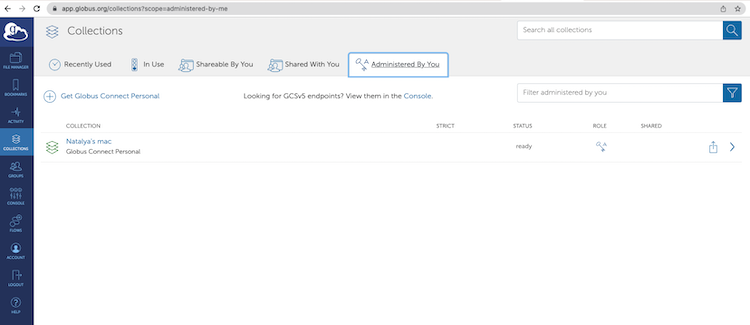 app.globus.org/collections?scope=administered-by-me
Collections
Search all collections
FILE MANAGER
Recently Used
In Use
Shareable By You
Shared With You
Administered By You
BOOKMARKS
Get Globus Connect Personal
Looking for GCSv5 endpoints? View them in the Console.
Filter administered by you
ACTIVITY
COLLECTION
STRICT
STATUS
ROLE
SHARED
COLLECTIONS
Natalya's mac
Globus Connect Personal
ready
GROUPS
CONSOLE
FLOWS
ACCOUNT
LOGOUT
HELP